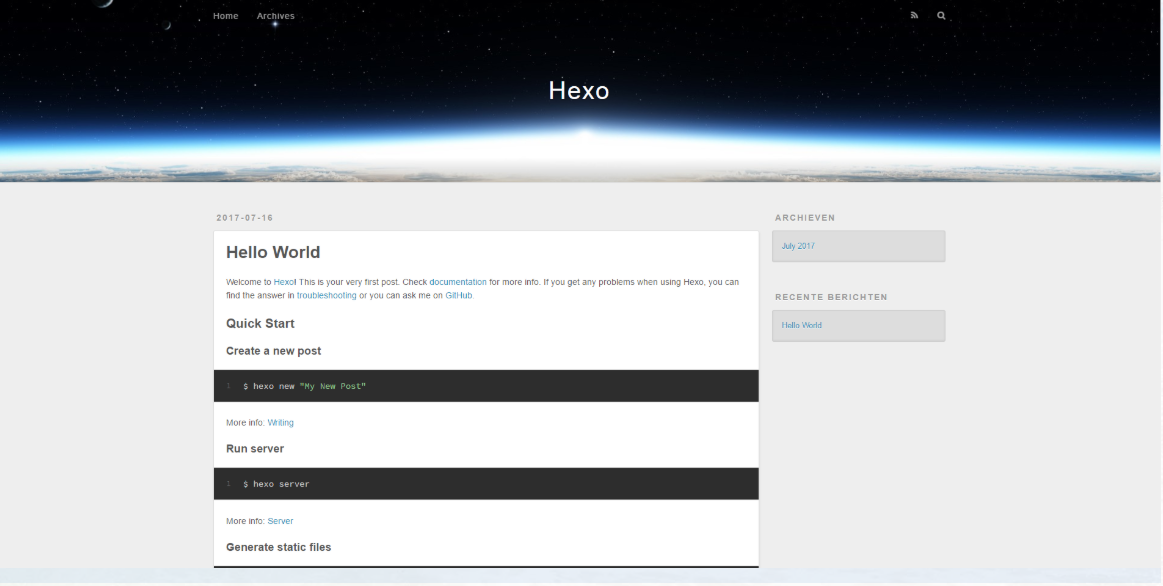 Home Archives
Hexo
2017-07-16
Hello World
Welcome to Hexo! This is your very first post. Check documentation for more info. If you get any problems when using Hexo, you can
find the answer in troubleshooting or you can ask me on GitHub.
Quick Start
Create a new post
1 $ hexo new "My New Post"
More info: Writing
Run server
1 $ hexo server
More info: Server
Generate static files
ARCHIEVEN
July 2017
RECENTE BERICHTEN
Hello World